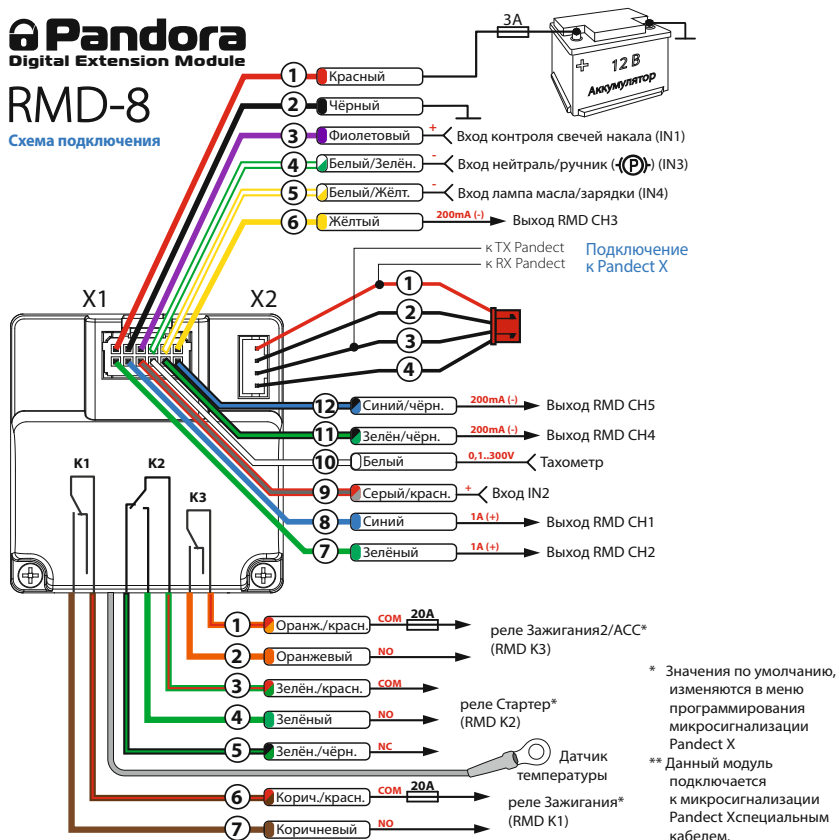 Pandora
Digital Extension Module
RMD-8
Схема подключения
3А
12 В
Аккумулятор
1 Красный
2 Чёрный
3 Фиолетовый + Вход контроля свечей накала (IN1)
4 Белый/Зелён. - Вход нейтраль/ручник ((P)) (IN3)
5 Белый/Жёлт. - Вход лампа масла/зарядки (IN4)
6 Жёлтый 200mA (-) Выход RMD CH3
к TX Pandect
к RX Pandect
Подключение
к Pandect X
X1
X2
1
2
3
4
12 Синий/чёрн. 200mA (-) Выход RMD CH5
11 Зелён/чёрн. 200mA (-) Выход RMD CH4
10 Белый 0,1..300V Тахометр
9 Серый/красн. + Вход IN2
8 Синий 1A (+) Выход RMD CH1
7 Зелёный 1A (+) Выход RMD CH2
K1
K2
K3
1 Оранж./красн. COM 20A
2 Оранжевый NO
реле Зажигания2/АСС*
(RMD K3)
3 Зелён./красн. COM
4 Зелёный NO
5 Зелён./чёрн. NC
реле Стартер*
(RMD K2)
Датчик
температуры
6 Корич./красн. COM 20A
7 Коричневый NO
реле Зажигания*
(RMD K1)
* Значения по умолчанию,
изменяются в меню
программирования
микросигнализации
Pandect X
** Данный модуль
подключается
к микросигнализации
Pandect Xспециальным
кабелем.